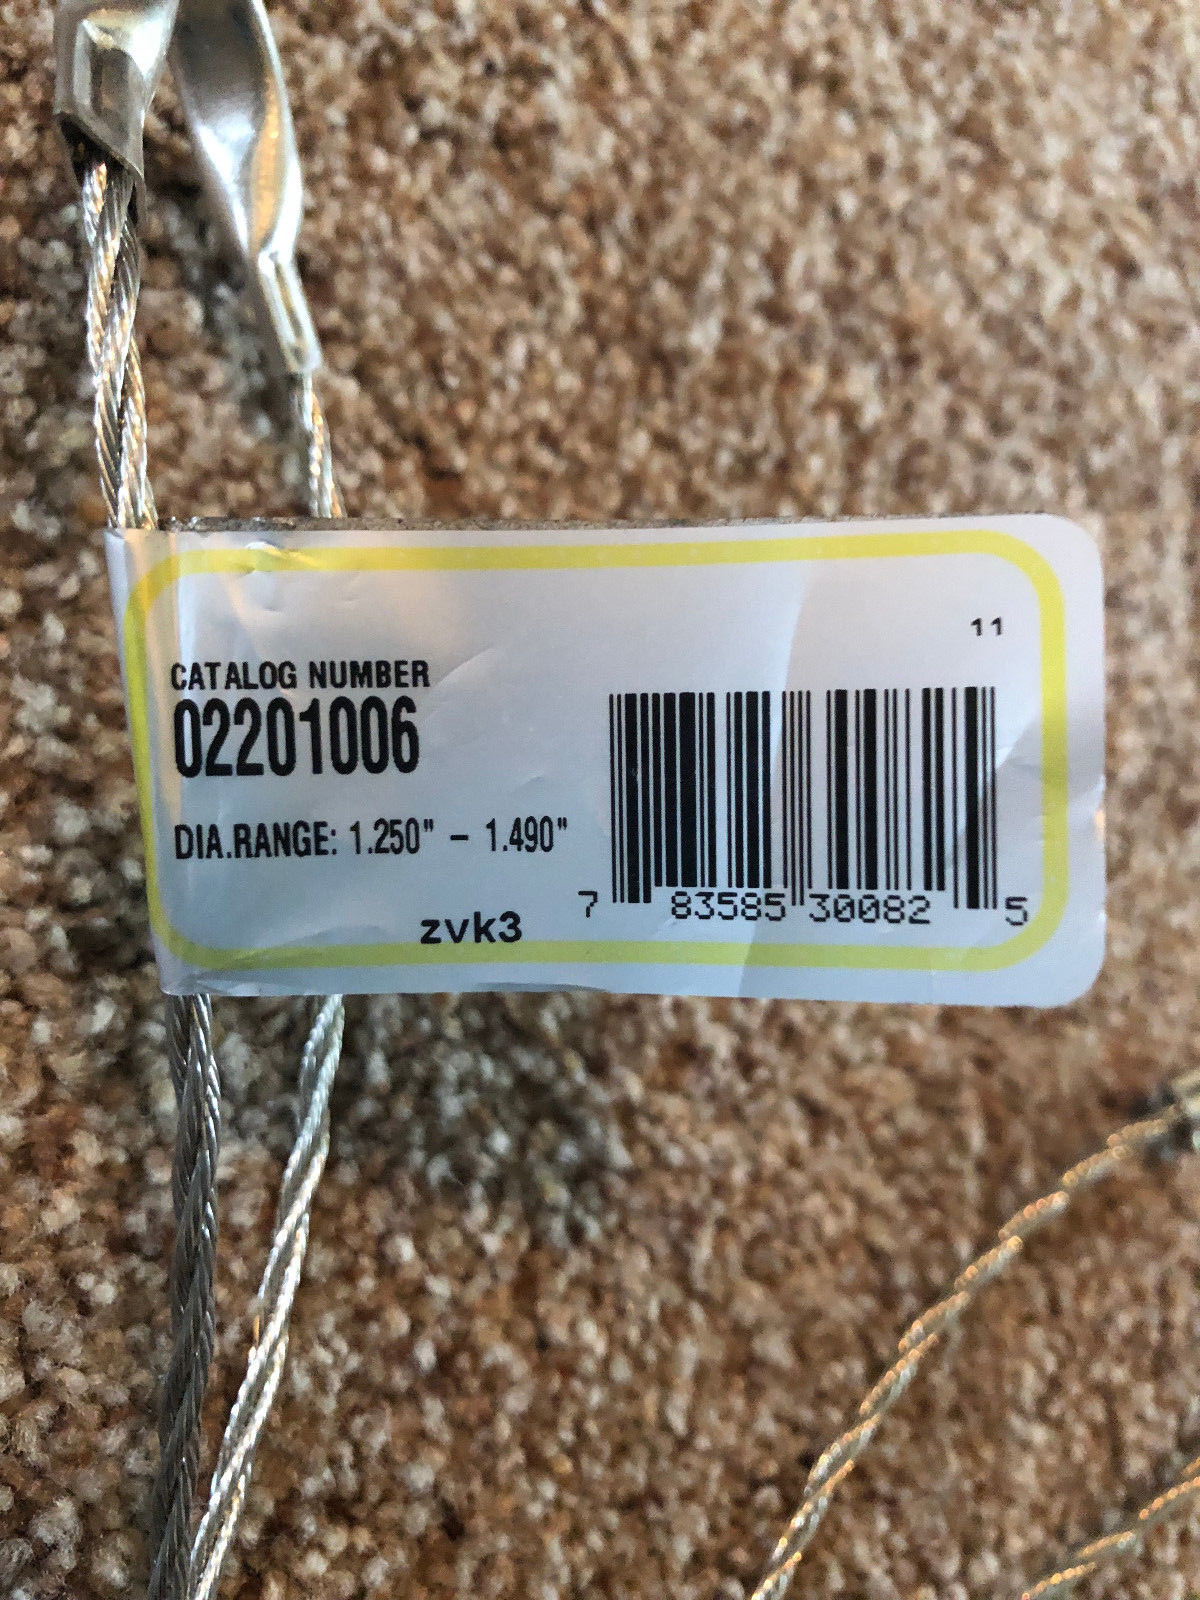 11
CATALOG NUMBER
02201006
DIA.RANGE: 1.250" – 1.490"
7 83585 30082 5
zvk3